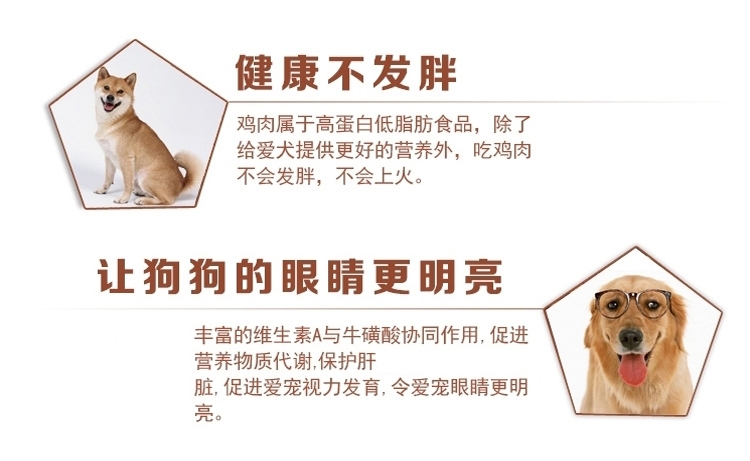 健康不发胖
鸡肉属于高蛋白低脂肪食品，除了
给爱犬提供更好的营养外，吃鸡肉
不会发胖，不会上火。
让狗狗的眼睛更明亮
丰富的维生素A与牛磺酸协同作用,促进
营养物质代谢,保护肝
脏,促进爱宠视力发育,令爱宠眼睛更明
亮。